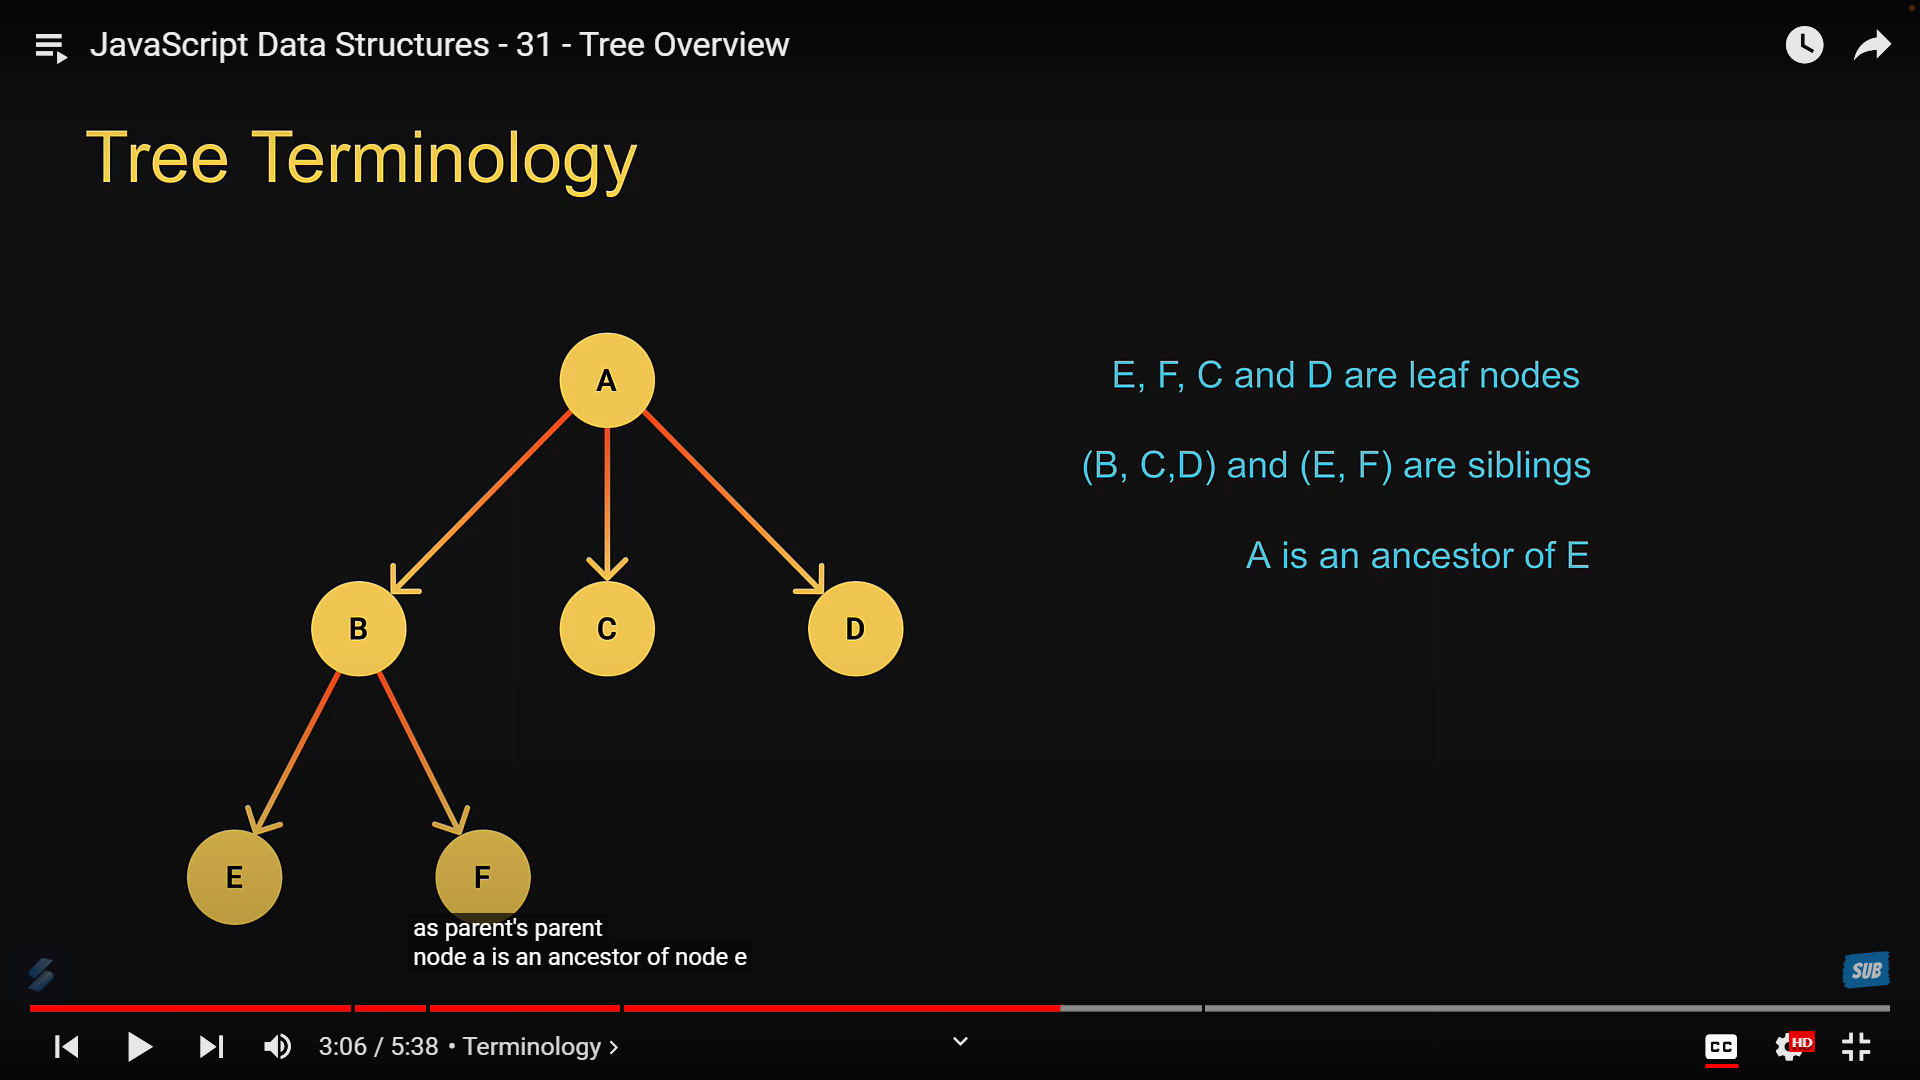 JavaScript Data Structures - 31 - Tree Overview
Tree Terminology
A
E, F, C and D are leaf nodes
(B, C,D) and (E, F) are siblings
A is an ancestor of E
B
C
D
E
F
as parent's parent
node a is an ancestor of node e
SUB
3:06 / 5:38 • Terminology >
CC
HD